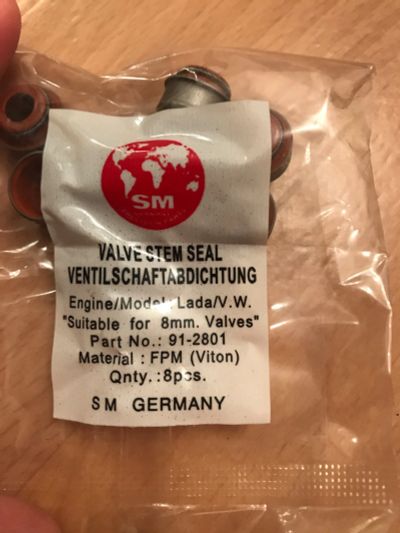 SM
VALVE STEM SEAL
VENTILSCHAFTABDICHTUNG
Engine/Model: Lada/V.W.
"Suitable for 8mm. Valves"
Part No.: 91-2801
Material : FPM (Viton)
Qnty. :8pcs.
SM GERMANY